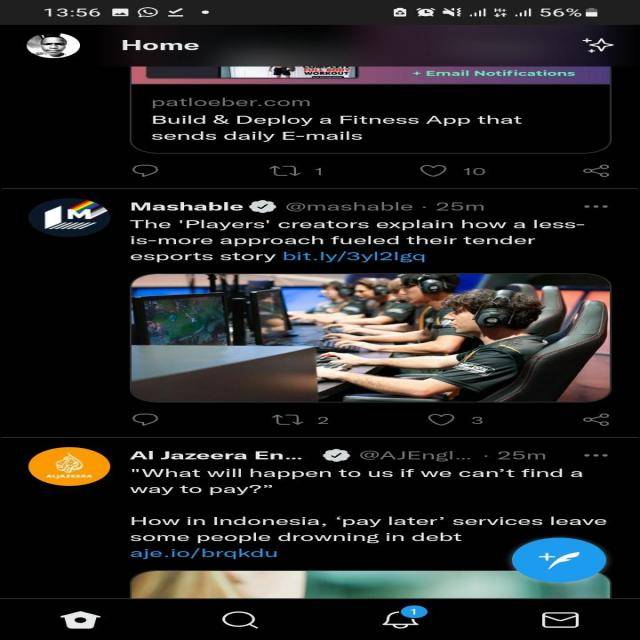 13:56
56%
Home
WORKOUT
+ Email Notifications
patloeber.com
Build & Deploy a Fitness App that
sends daily E-mails
1
10
Mashable @mashable · 25m
The 'Players' creators explain how a less-
is-more approach fueled their tender
esports story bit.ly/3yl2lgq
2
3
Al Jazeera En... @AJEngl... · 25m
"What will happen to us if we can’t find a
way to pay?”
How in Indonesia, ‘pay later’ services leave
some people drowning in debt
aje.io/brqkdu
ALJAZEERA
M
1